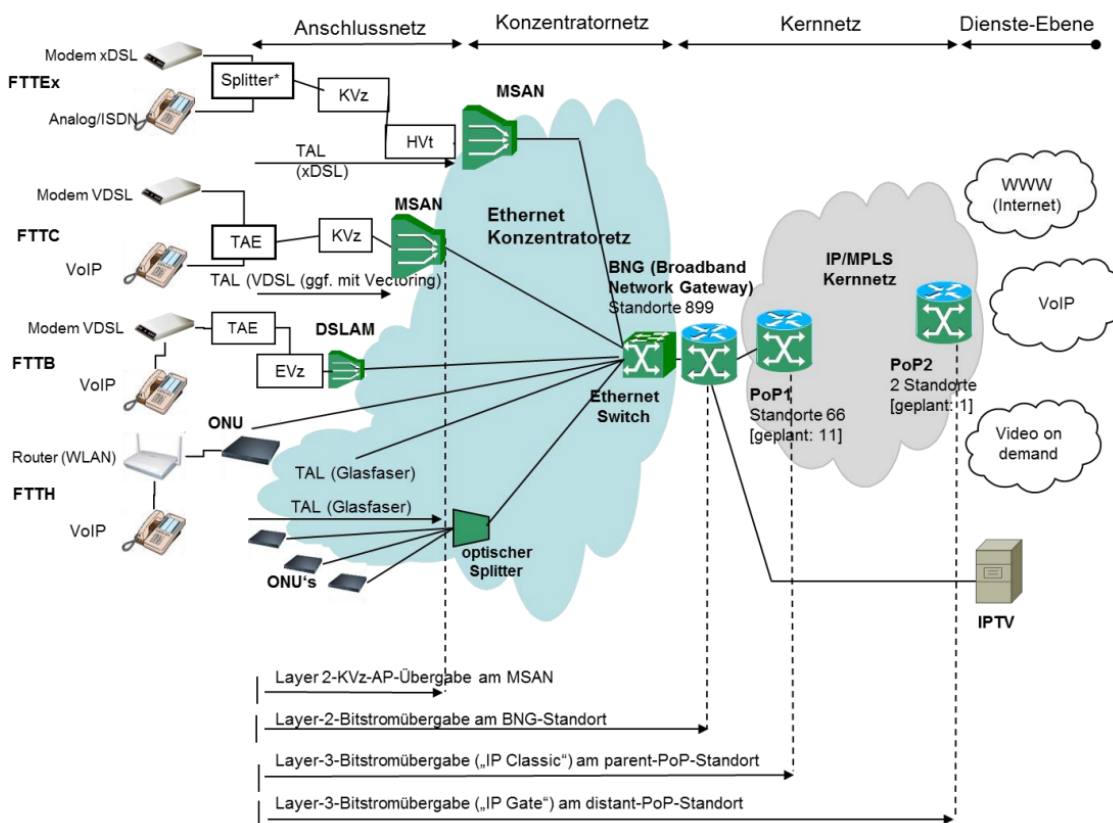 Anschlussnetz
Konzentratornetz
Kernnetz
Dienste-Ebene
Modem xDSL
FTTEx
Analog/ISDN
Splitter*
KVz
HVt
MSAN
TAL
(xDSL)
Modem VDSL
FTTC
VoIP
TAE
KVz
MSAN
TAL (VDSL (ggf. mit Vectoring)
Ethernet
Konzentratoretz
Modem VDSL
FTTB
VoIP
TAE
EVz
DSLAM
Router (WLAN)
FTTH
VoIP
ONU
TAL (Glasfaser)
TAL (Glasfaser)
ONU's
optischer
Splitter
Ethernet
Switch
BNG (Broadband
Network Gateway)
Standorte 899
IP/MPLS
Kernnetz
PoP1
Standorte 66
[geplant: 11]
PoP2
2 Standorte
[geplant: 1]
WWW
(Internet)
VoIP
Video on
demand
IPTV
Layer 2-KVz-AP-Übergabe am MSAN
Layer-2-Bitstromübergabe am BNG-Standort
Layer-3-Bitstromübergabe („IP Classic“) am parent-PoP-Standort
Layer-3-Bitstromübergabe („IP Gate“) am distant-PoP-Standort